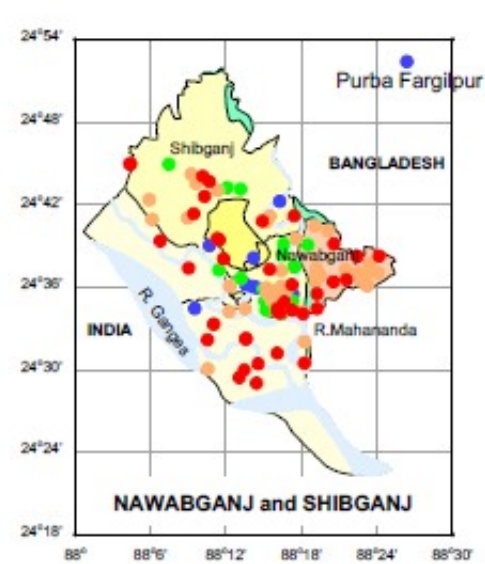 24°54'
Purba Fargilpur
24°48'
Shibganj
BANGLADESH
24°42'
Nawabganj
24°36'
R. Ganges
INDIA
R.Mahananda
24°30'
24°24'
NAWABGANJ and SHIBGANJ
24°18'
88° 88°6' 88°12' 88°18' 88°24' 88°30'